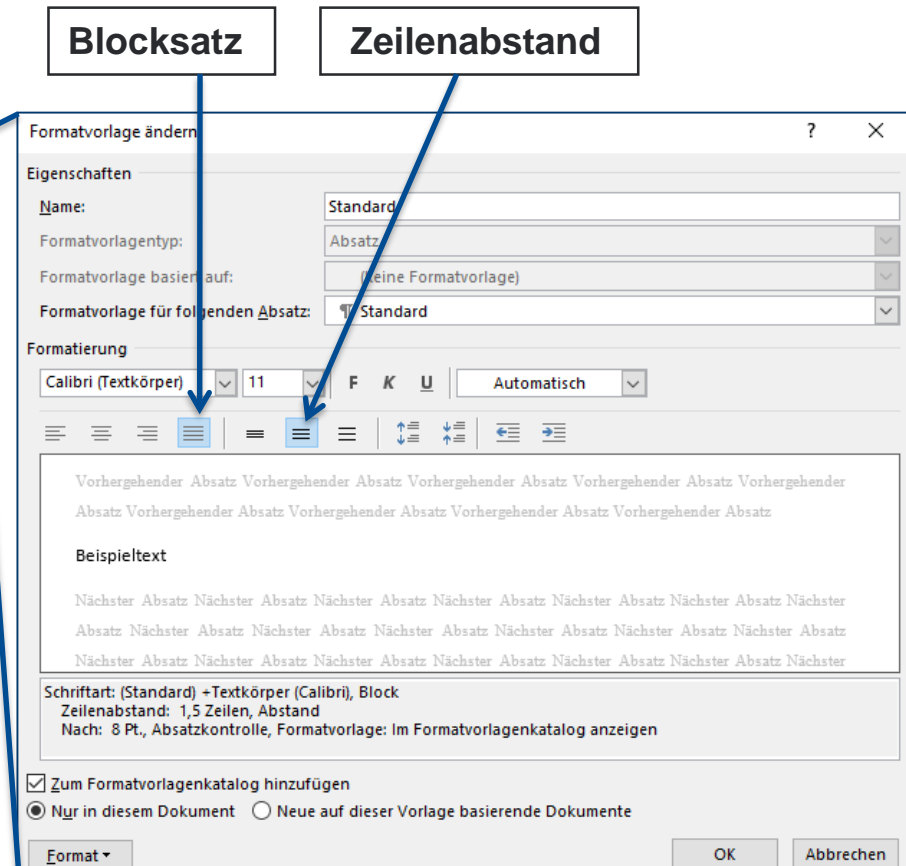 Blocksatz Zeilenabstand
Formatvorlage ändern ? ×
Eigenschaften
Name: Standard
Formatvorlagentyp: Absatz
Formatvorlage basiert auf: (Keine Formatvorlage)
Formatvorlage für folgenden Absatz: ¶ Standard
Formatierung
Calibri (Textkörper) 11 F K U Automatisch
Vorhergehender Absatz Vorhergehender Absatz Vorhergehender Absatz Vorhergehender Absatz Vorhergehender
Absatz Vorhergehender Absatz Vorhergehender Absatz Vorhergehender Absatz Vorhergehender Absatz
Beispieltext
Nächster Absatz Nächster Absatz Nächster Absatz Nächster Absatz Nächster Absatz Nächster Absatz Nächster
Absatz Nächster Absatz Nächster Absatz Nächster Absatz Nächster Absatz Nächster Absatz Nächster Absatz
Nächster Absatz Nächster Absatz Nächster Absatz Nächster Absatz Nächster Absatz Nächster Absatz Nächster
Schriftart: (Standard) +Textkörper (Calibri), Block
Zeilenabstand: 1,5 Zeilen, Abstand
Nach: 8 Pt., Absatzkontrolle, Formatvorlage: Im Formatvorlagenkatalog anzeigen
Zum Formatvorlagenkatalog hinzufügen
Nur in diesem Dokument Neue auf dieser Vorlage basierende Dokumente
Format OK Abbrechen